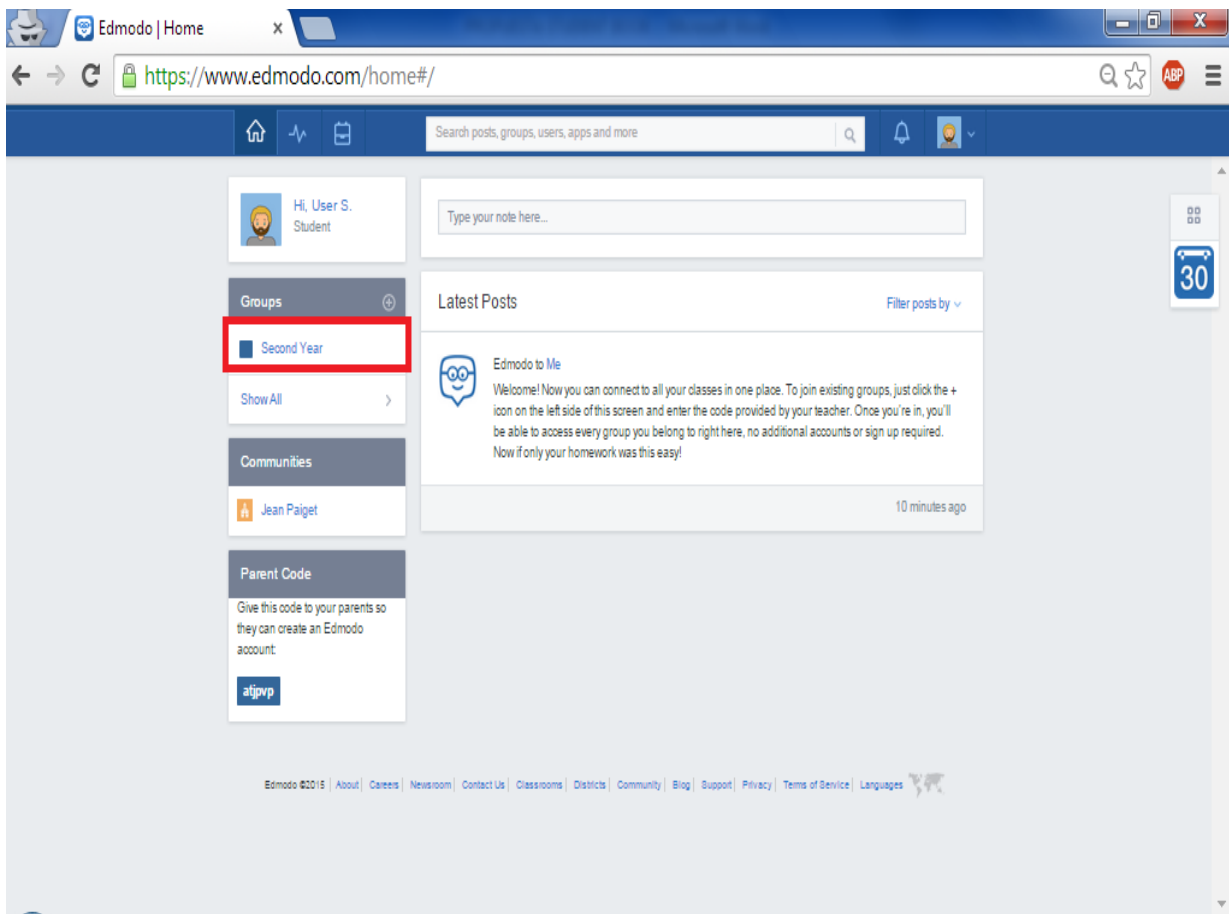 Edmodo | Home
https://www.edmodo.com/home#/
ABP
Search posts, groups, users, apps and more
Hi, User S.
Student
Type your note here...
30
Groups
Second Year
Show All
Latest Posts
Filter posts by
Edmodo to Me
Welcome! Now you can connect to all your classes in one place. To join existing groups, just click the +
icon on the left side of this screen and enter the code provided by your teacher. Once you're in, you'll
be able to access every group you belong to right here, no additional accounts or sign up required.
Now if only your homework was this easy!
10 minutes ago
Communities
Jean Paiget
Parent Code
Give this code to your parents so
they can create an Edmodo
account:
atjpvp
Edmodo ©2015 | About | Careers | Newsroom | Contact Us | Classrooms | Districts | Community | Blog | Support | Privacy | Terms of Service | Languages